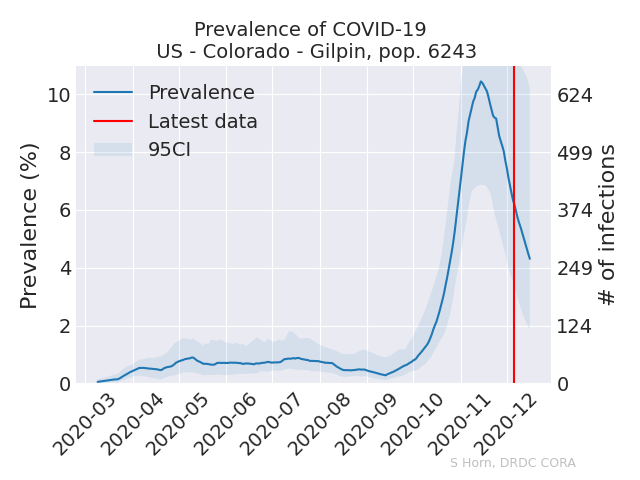 Prevalence of COVID-19
US - Colorado - Gilpin, pop. 6243
Prevalence
Latest data
95CI
Prevalence (%)
10
8
6
4
2
0
624
499
374
249
124
0
# of infections
2020-03
2020-04
2020-05
2020-06
2020-07
2020-08
2020-09
2020-10
2020-11
2020-12
S Horn, DRDC CORA